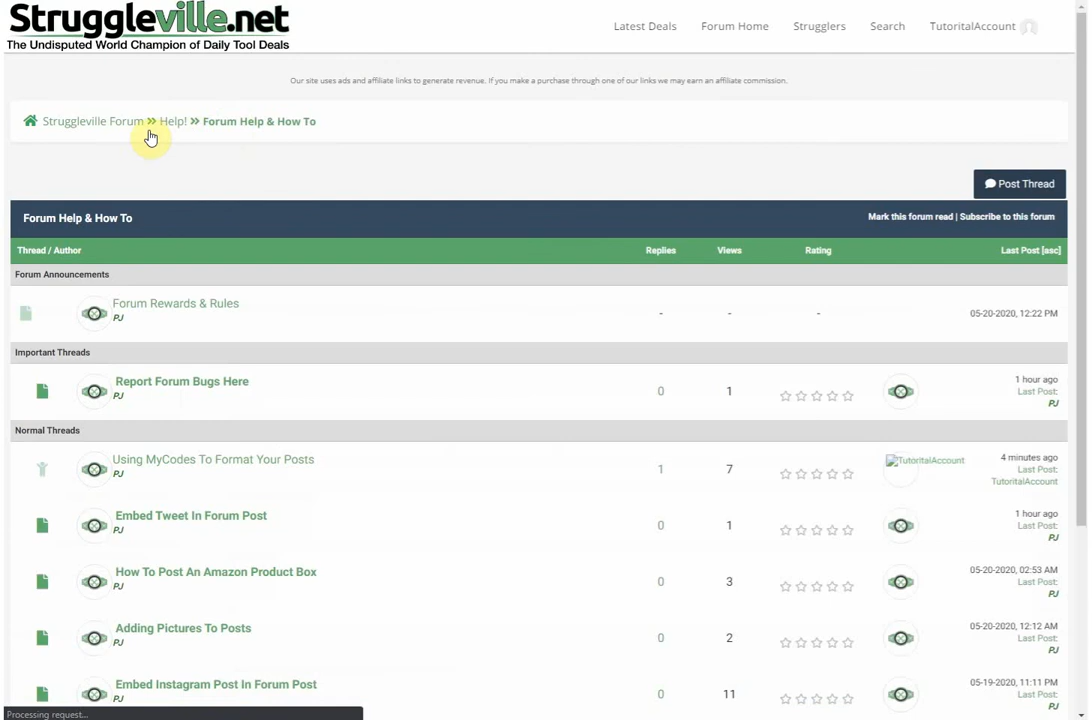 Struggleville.net
The Undisputed World Champion of Daily Tool Deals
Latest Deals Forum Home Strugglers Search TutoritalAccount
Our site uses ads and affiliate links to generate revenue. If you make a purchase through one of our links we may earn an affiliate commission.
Struggleville Forum » Help! » Forum Help & How To
Post Thread
Forum Help & How To Mark this forum read | Subscribe to this forum
Thread / Author Replies Views Rating Last Post [asc]
Forum Announcements
Forum Rewards & Rules
PJ
- - - 05-20-2020, 12:22 PM
Important Threads
Report Forum Bugs Here
PJ
0 1 1 hour ago
Last Post:
PJ
Normal Threads
Using MyCodes To Format Your Posts
PJ
1 7 TutoritalAccount 4 minutes ago
Last Post:
TutoritalAccount
Embed Tweet In Forum Post
PJ
0 1 1 hour ago
Last Post:
PJ
How To Post An Amazon Product Box
PJ
0 3 05-20-2020, 02:53 AM
Last Post:
PJ
Adding Pictures To Posts
PJ
0 2 05-20-2020, 12:12 AM
Last Post:
PJ
Embed Instagram Post In Forum Post
PJ
0 11 05-19-2020, 11:11 PM
Last Post:
PJ
Processing request...